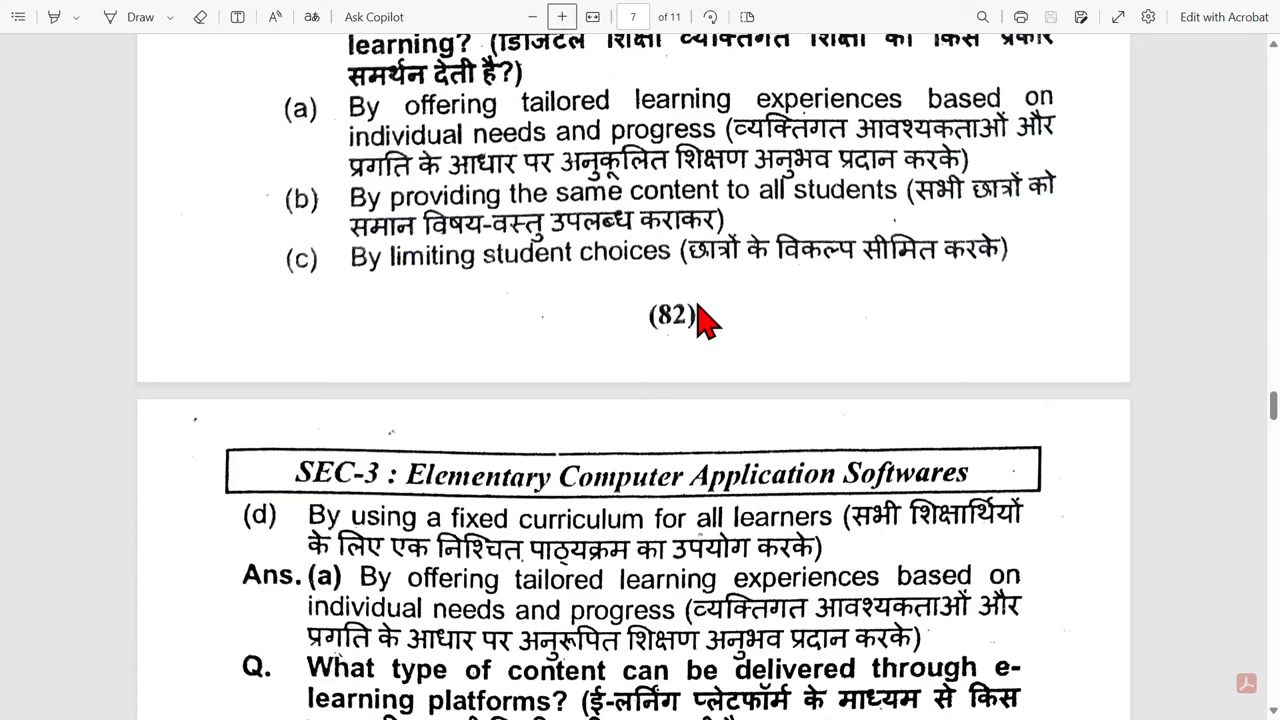 Draw
Ask Copilot
7 of 11
Edit with Acrobat
learning? (डिजिटल शिक्षा व्यक्तिगत शिक्षा का किस प्रकार
समर्थन देती है?)
(a) By offering tailored learning experiences based on
individual needs and progress (व्यक्तिगत आवश्यकताओं और
प्रगति के आधार पर अनुकूलित शिक्षण अनुभव प्रदान करके)
(b) By providing the same content to all students (सभी छात्रों को
समान विषय-वस्तु उपलब्ध कराकर)
(c) By limiting student choices (छात्रों के विकल्प सीमित करके)
(82)
SEC-3 : Elementary Computer Application Softwares
(d) By using a fixed curriculum for all learners (सभी शिक्षार्थियों
के लिए एक निश्चित पाठ्यक्रम का उपयोग करके)
Ans. (a) By offering tailored learning experiences based on
individual needs and progress (व्यक्तिगत आवश्यकताओं और
प्रगति के आधार पर अनुरूपित शिक्षण अनुभव प्रदान करके)
Q. What type of content can be delivered through e-
learning platforms? (ई-लर्निंग प्लेटफॉर्म के माध्यम से किस